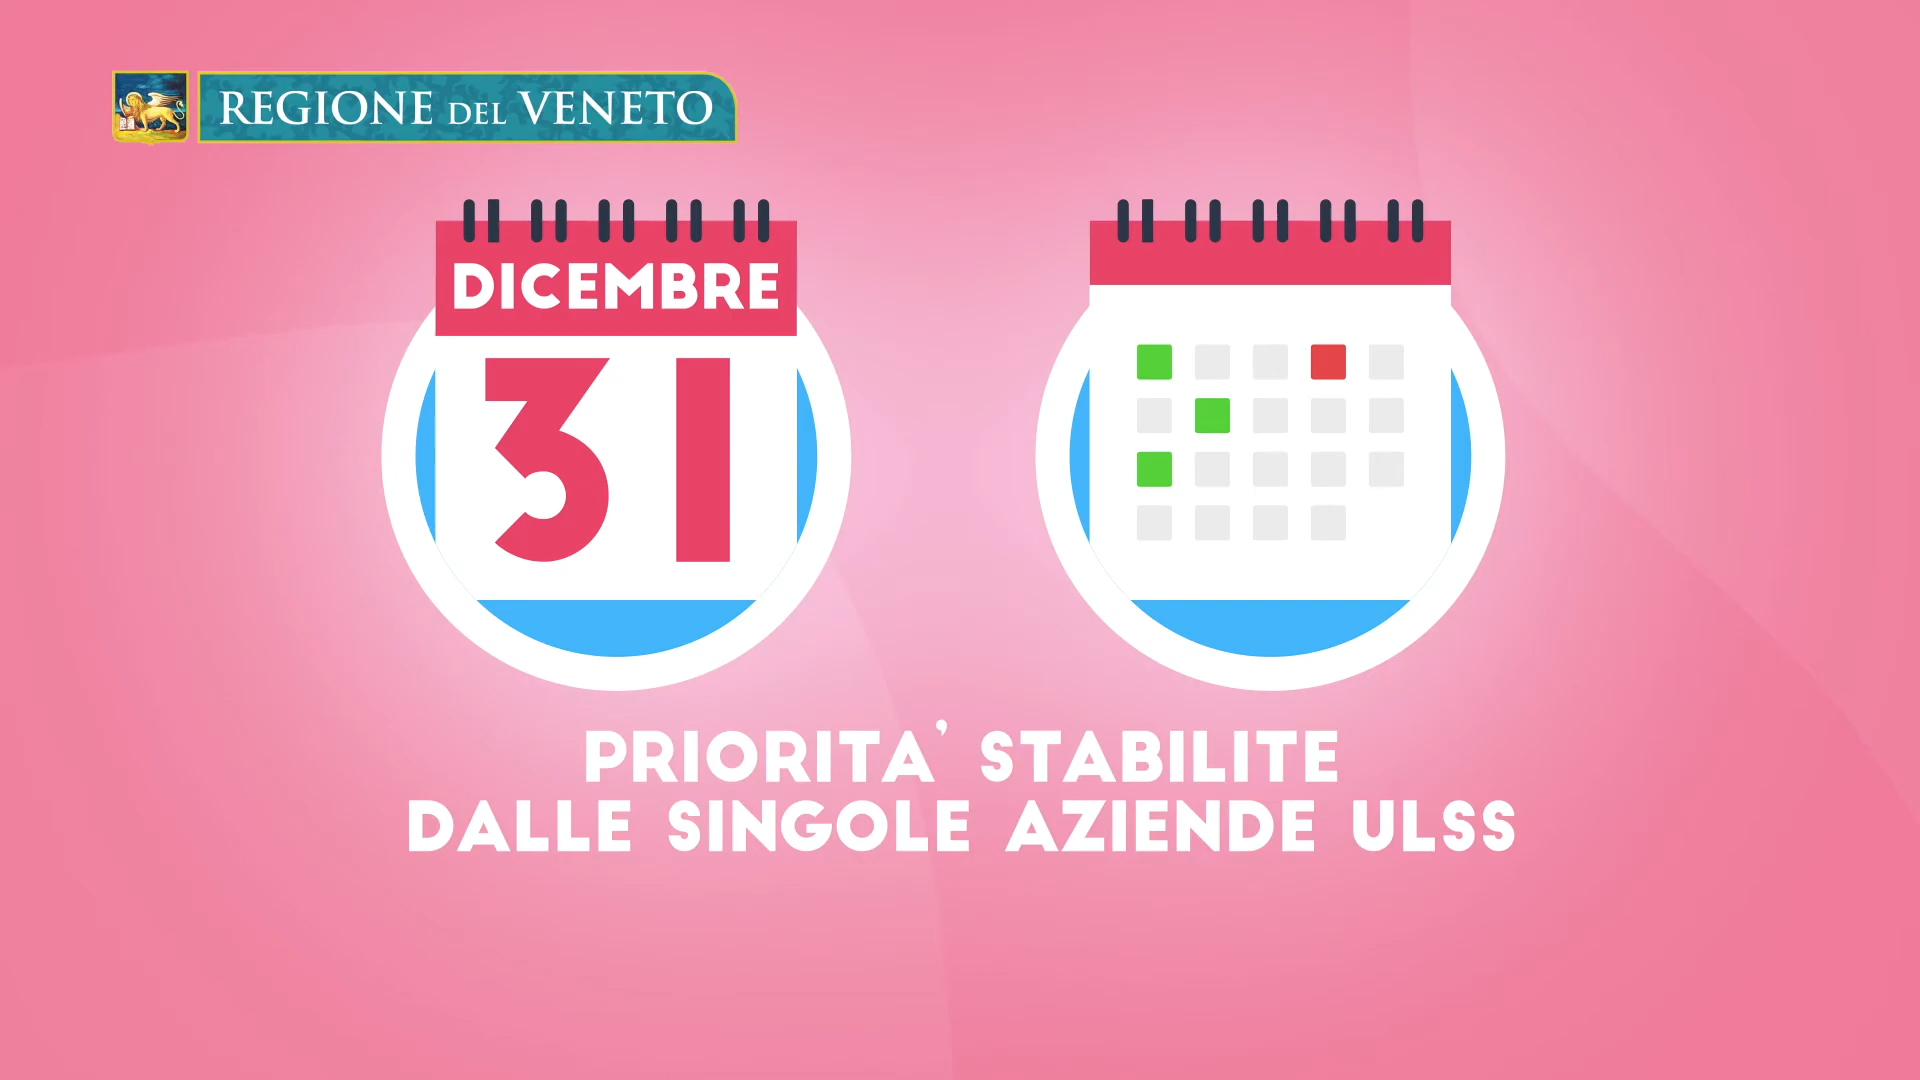 REGIONE DEL VENETO
DICEMBRE
31
PRIORITA' STABILITE
DALLE SINGOLE AZIENDE ULSS